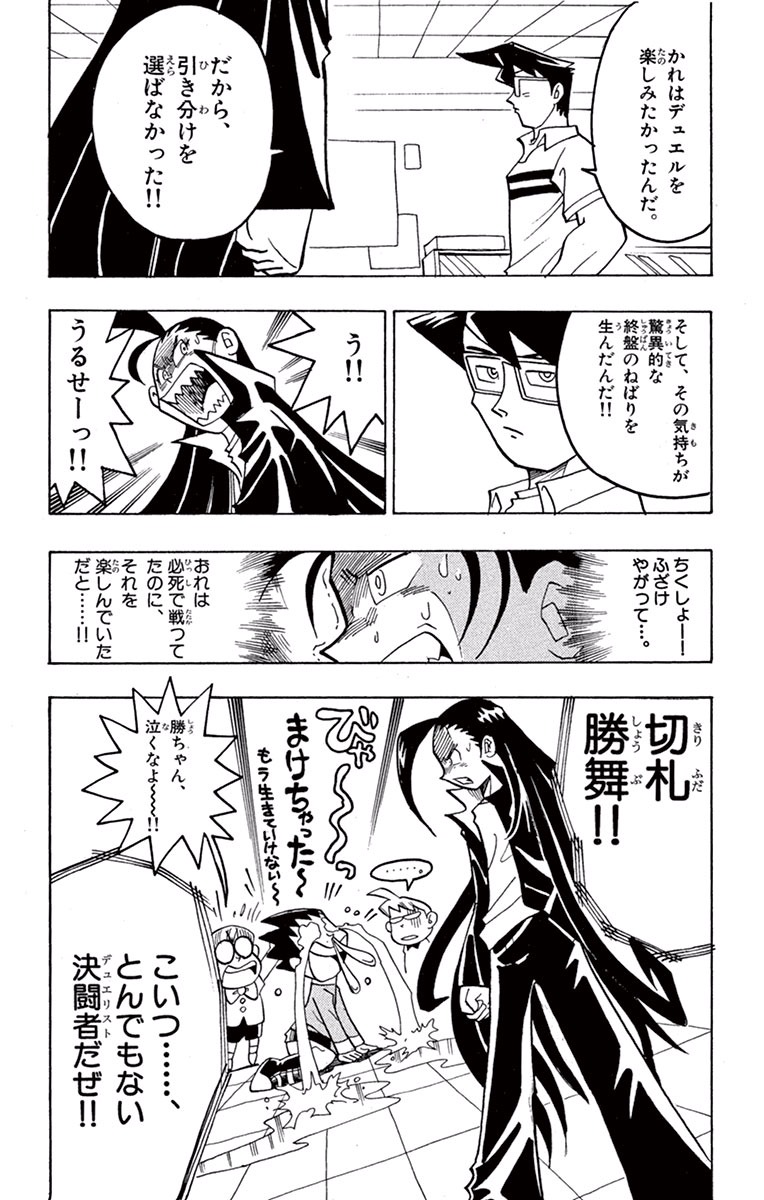 かれはデュエルを
楽しみたかったんだ。
だから、
引き分けを
選ばなかった!!
そして、その気持ちが
驚異的な
終盤のねばりを
生んだんだ!!
う!!
うるせーっ!!
ちくしょー!
ふざけ
やがって…。
おれは
必死で戦って
たのに、
それを
楽しんでいた
だと……!!
切札
勝舞!!
……
びゃ～～～っ
まけちゃった～
もう生きていけない～
勝ちゃん、
泣くなよ～～!!
こいつ……、
とんでもない
決闘者だぜ!!